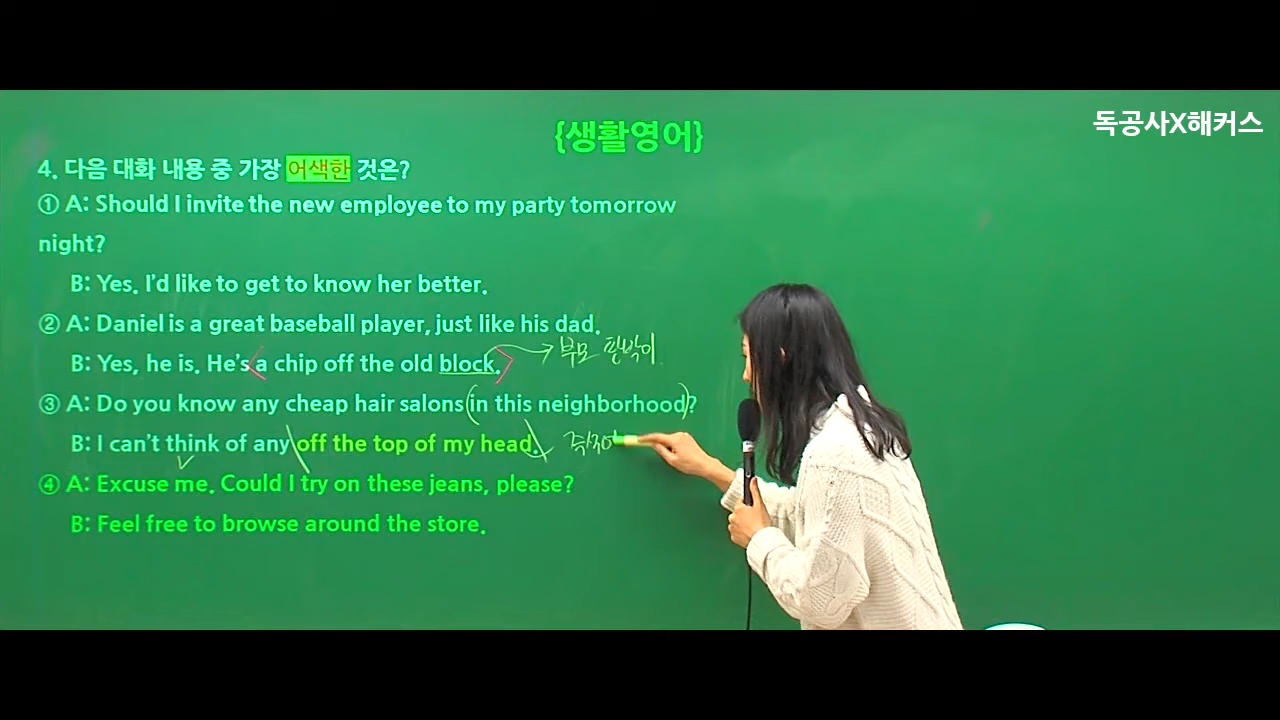 독공사X해커스
{생활영어}
4. 다음 대화 내용 중 가장 어색한 것은?
① A: Should I invite the new employee to my party tomorrow
night?
B: Yes. I'd like to get to know her better.
② A: Daniel is a great baseball player, just like his dad.
B: Yes, he is. He's a chip off the old block. 부모 판박이
③ A: Do you know any cheap hair salons (in this neighborhood)?
B: I can't think of any off the top of my head.
④ A: Excuse me. Could I try on these jeans, please?
B: Feel free to browse around the store.